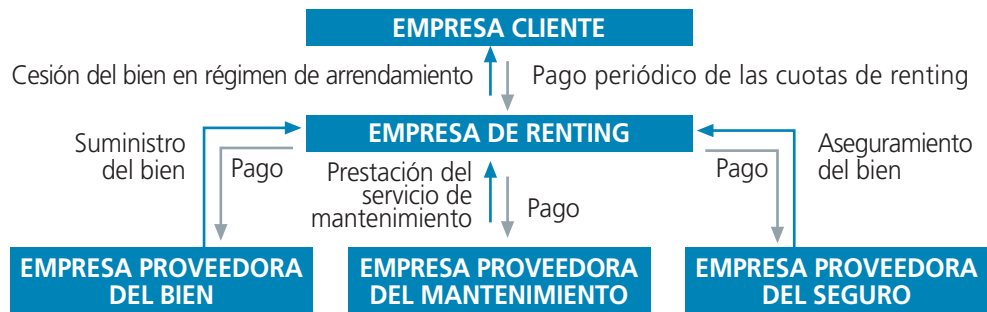 EMPRESA CLIENTE
Cesión del bien en régimen de arrendamiento
Pago periódico de las cuotas de renting
EMPRESA DE RENTING
Suministro
del bien
Pago
Prestación del
servicio de
mantenimiento
Pago
Pago
Aseguramiento
del bien
EMPRESA PROVEEDORA
DEL BIEN
EMPRESA PROVEEDORA
DEL MANTENIMIENTO
EMPRESA PROVEEDORA
DEL SEGURO